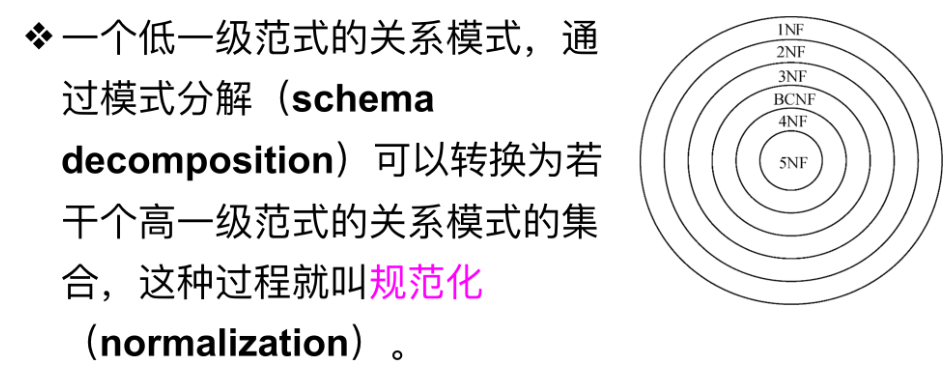 ❖一个低一级范式的关系模式，通
过模式分解（schema
decomposition）可以转换为若
干个高一级范式的关系模式的集
合，这种过程就叫规范化
（normalization）。
1NF
2NF
3NF
BCNF
4NF
5NF